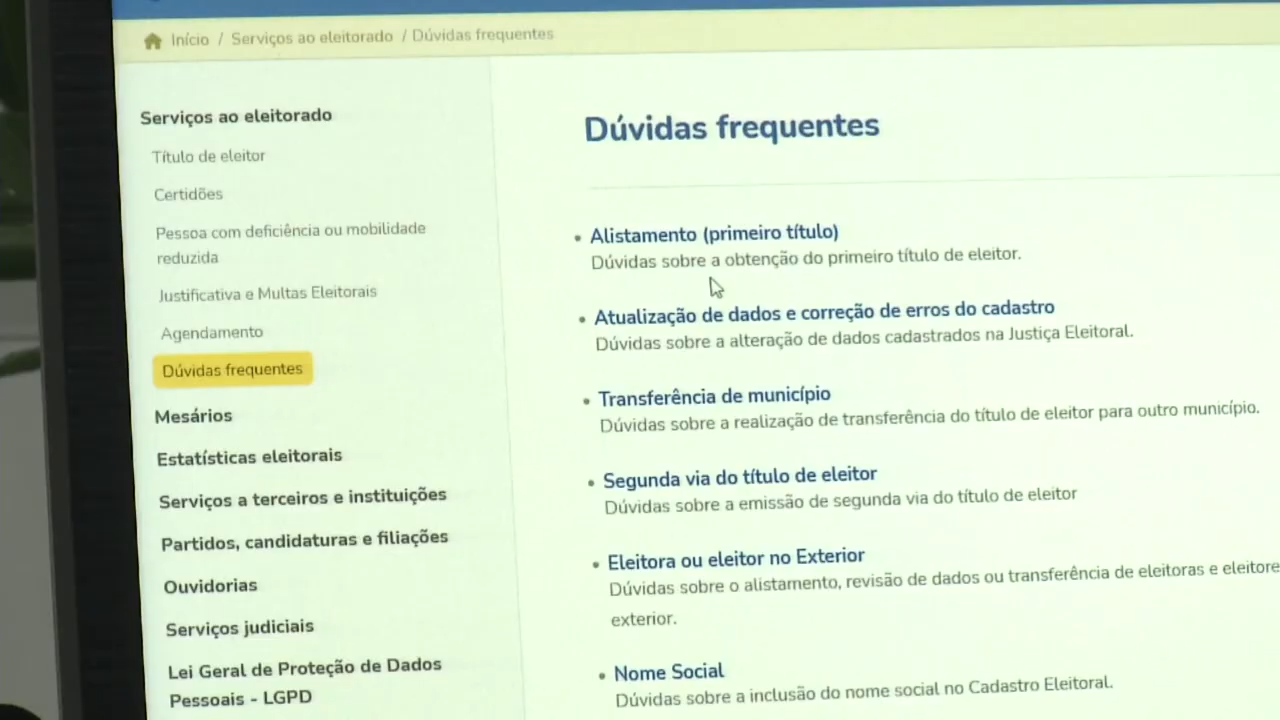 Início / Serviços ao eleitorado / Dúvidas frequentes
Serviços ao eleitorado
Título de eleitor
Certidões
Pessoa com deficiência ou mobilidade
reduzida
Justificativa e Multas Eleitorais
Agendamento
Dúvidas frequentes
Mesários
Estatísticas eleitorais
Serviços a terceiros e instituições
Partidos, candidaturas e filiações
Ouvidorias
Serviços judiciais
Lei Geral de Proteção de Dados
Pessoais - LGPD
Dúvidas frequentes
• Alistamento (primeiro título)
Dúvidas sobre a obtenção do primeiro título de eleitor.
• Atualização de dados e correção de erros do cadastro
Dúvidas sobre a alteração de dados cadastrados na Justiça Eleitoral.
• Transferência de município
Dúvidas sobre a realização de transferência do título de eleitor para outro município.
• Segunda via do título de eleitor
Dúvidas sobre a emissão de segunda via do título de eleitor
• Eleitora ou eleitor no Exterior
Dúvidas sobre o alistamento, revisão de dados ou transferência de eleitoras e eleitore
exterior.
• Nome Social
Dúvidas sobre a inclusão do nome social no Cadastro Eleitoral.